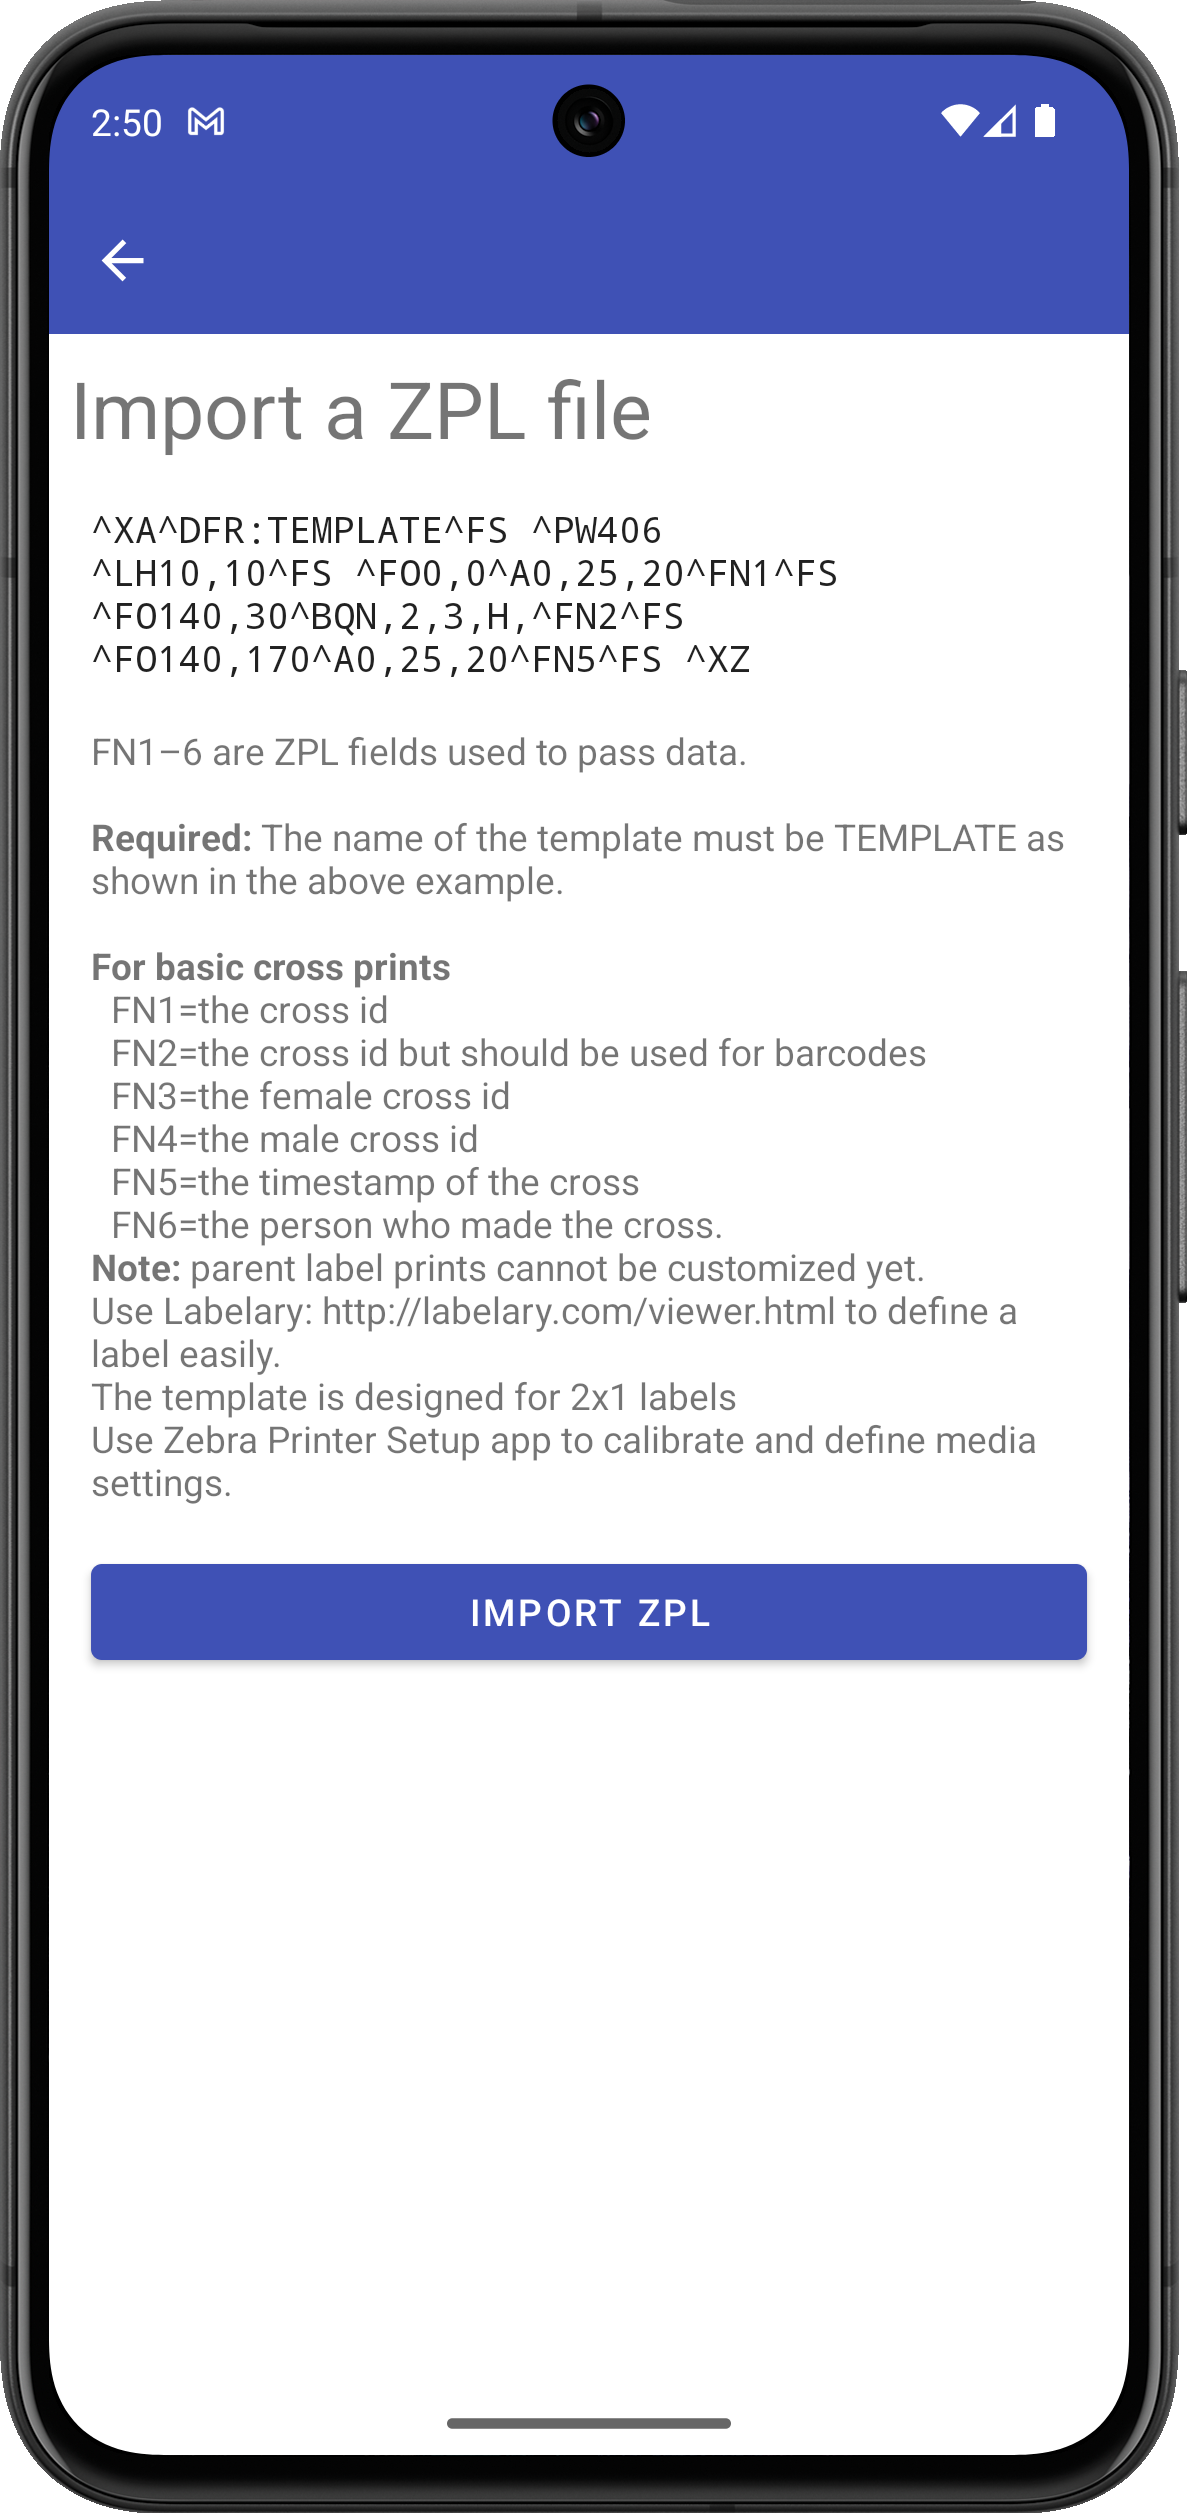 2:50
Import a ZPL file
^XA^DFR:TEMPLATE^FS ^PW406
^LH10,10^FS ^FO0,0^A0,25,20^FN1^FS
^FO140,30^BQN,2,3,H,^FN2^FS
^FO140,170^A0,25,20^FN5^FS ^XZ
FN1–6 are ZPL fields used to pass data.
Required: The name of the template must be TEMPLATE as
shown in the above example.
For basic cross prints
FN1=the cross id
FN2=the cross id but should be used for barcodes
FN3=the female cross id
FN4=the male cross id
FN5=the timestamp of the cross
FN6=the person who made the cross.
Note: parent label prints cannot be customized yet.
Use Labelary: http://labelary.com/viewer.html to define a
label easily.
The template is designed for 2x1 labels
Use Zebra Printer Setup app to calibrate and define media
settings.
IMPORT ZPL